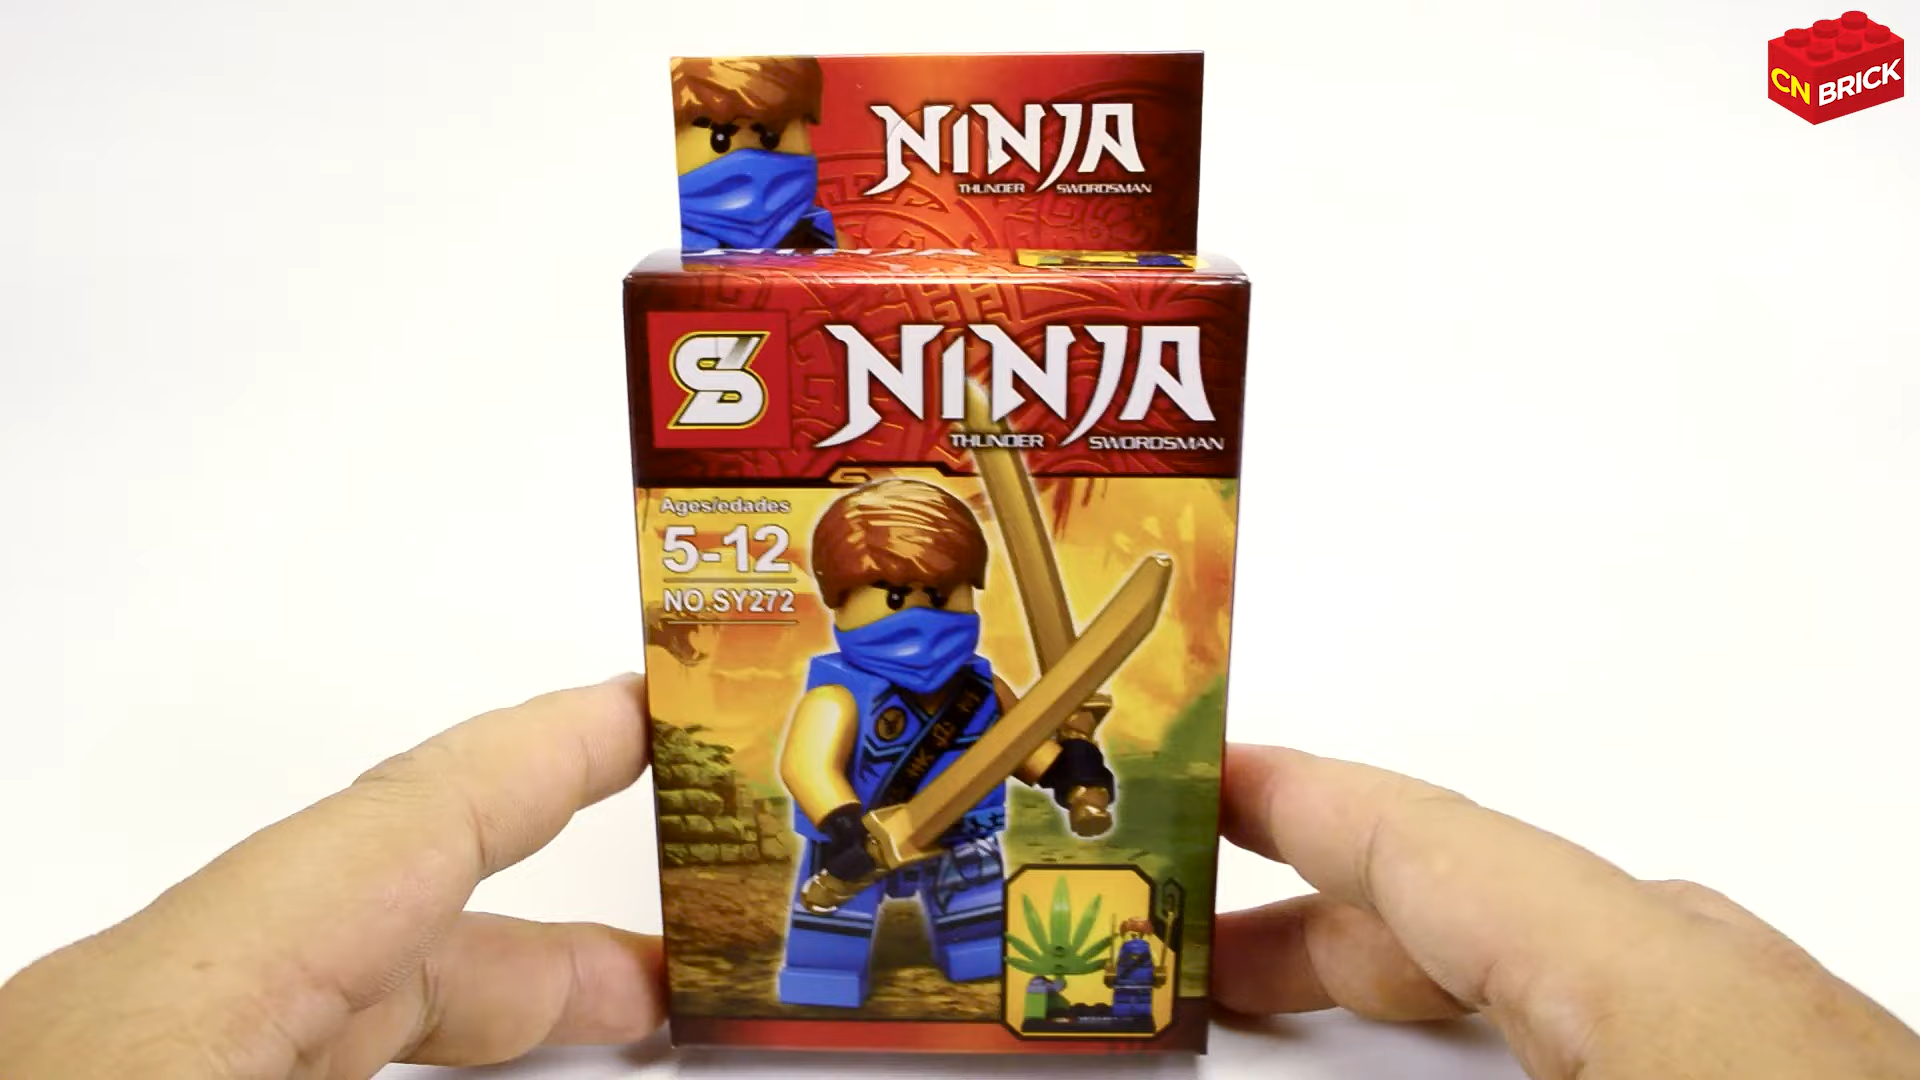 CN BRICK
NINJA
THUNDER SWORDSMAN
S NINJA
THUNDER SWORDSMAN
Ages/edades
5-12
NO.SY272